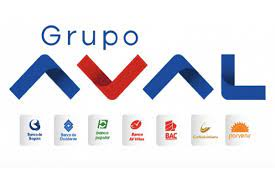 Grupo
AVAL
Banco de Bogotá
Banco de Occidente
banco popular
Banco AV Villas
BAC
Corficolombiana
porvenir